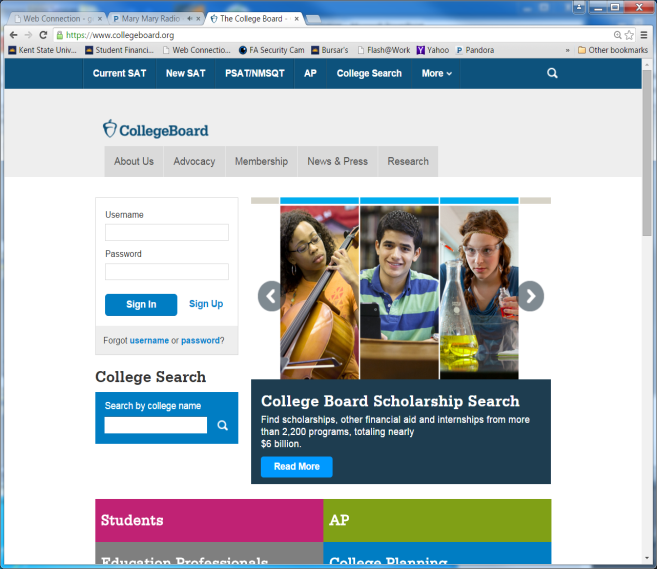 Web Connection - g
Mary Mary Radio
The College Board -
https://www.collegeboard.org
Kent State Univ...
Student Financi...
Web Connectio...
FA Security Cam
Bursar's
Flash@Work
Yahoo
Pandora
»
Other bookmarks
Current SAT
New SAT
PSAT/NMSQT
AP
College Search
More
CollegeBoard
About Us
Advocacy
Membership
News & Press
Research
Username
Password
Sign In
Sign Up
Forgot username or password?
College Search
Search by college name
College Board Scholarship Search
Find scholarships, other financial aid and internships from more
than 2,200 programs, totaling nearly
$6 billion.
Read More
Students
AP
Education Professionals
College Planning